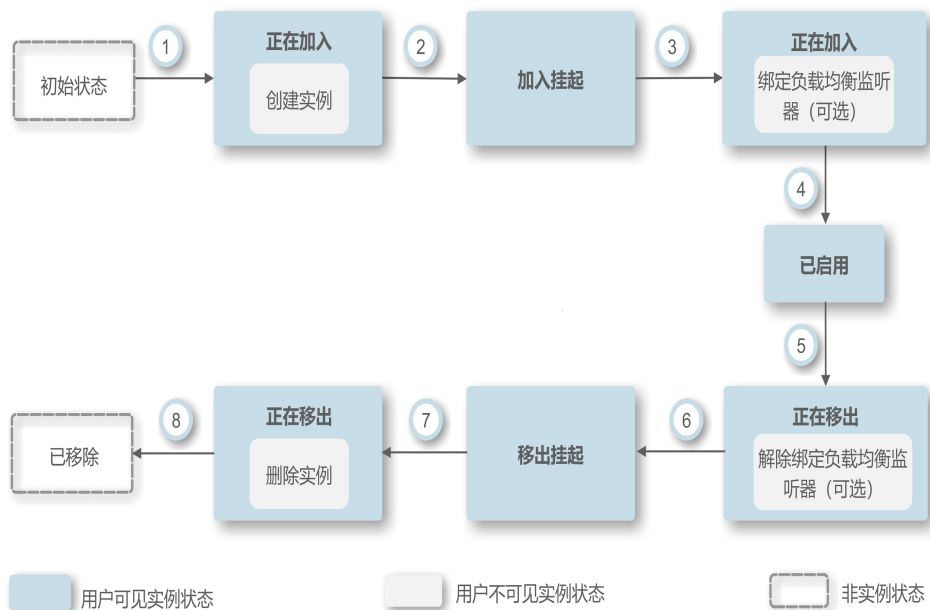 初始状态
1
正在加入
创建实例
2
加入挂起
3
正在加入
绑定负载均衡监听
器（可选）
4
已启用
5
正在移出
解除绑定负载均衡监
听器（可选）
6
移出挂起
7
正在移出
删除实例
8
已移除
用户可见实例状态
用户不可见实例状态
非实例状态